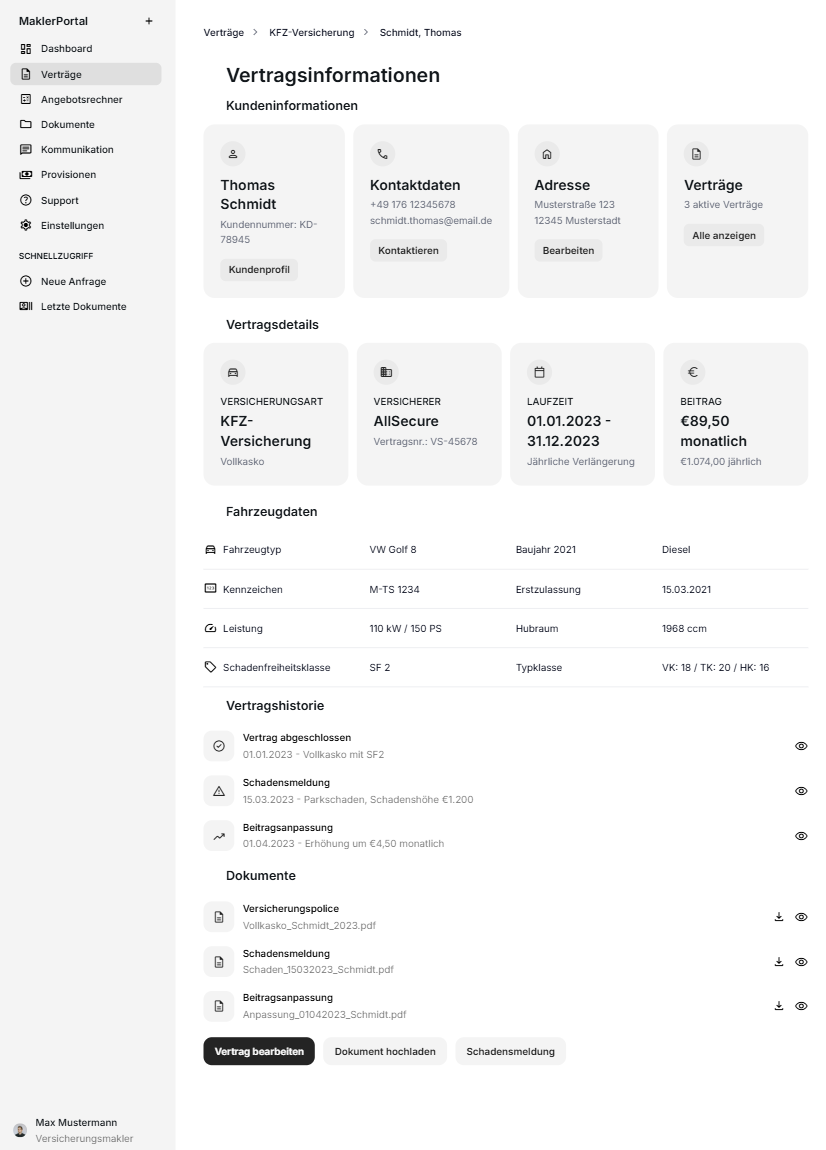 MaklerPortal
Dashboard
Verträge
Angebotsrechner
Dokumente
Kommunikation
Provisionen
Support
Einstellungen
SCHNELLZUGRIFF
Neue Anfrage
Letzte Dokumente
Max Mustermann
Versicherungsmakler
Verträge > KFZ-Versicherung > Schmidt, Thomas
Vertragsinformationen
Kundeninformationen
Thomas
Schmidt
Kundennummer: KD-
78945
Kundenprofil
Kontaktdaten
+49 176 12345678
schmidt.thomas@email.de
Kontaktieren
Adresse
Musterstraße 123
12345 Musterstadt
Bearbeiten
Verträge
3 aktive Verträge
Alle anzeigen
Vertragsdetails
VERSICHERUNGSART
KFZ-
Versicherung
Vollkasko
VERSICHERER
AllSecure
Vertragsnr.: VS-45678
LAUFZEIT
01.01.2023 -
31.12.2023
Jährliche Verlängerung
BEITRAG
€89,50
monatlich
€1.074,00 jährlich
Fahrzeugdaten
Fahrzeugtyp VW Golf 8 Baujahr 2021 Diesel
Kennzeichen M-TS 1234 Erstzulassung 15.03.2021
Leistung 110 kW / 150 PS Hubraum 1968 ccm
Schadenfreiheitsklasse SF 2 Typklasse VK: 18 / TK: 20 / HK: 16
Vertragshistorie
Vertrag abgeschlossen
01.01.2023 - Vollkasko mit SF2
Schadensmeldung
15.03.2023 - Parkschaden, Schadenshöhe €1.200
Beitragsanpassung
01.04.2023 - Erhöhung um €4,50 monatlich
Dokumente
Versicherungspolice
Vollkasko_Schmidt_2023.pdf
Schadensmeldung
Schaden_15032023_Schmidt.pdf
Beitragsanpassung
Anpassung_01042023_Schmidt.pdf
Vertrag bearbeiten
Dokument hochladen
Schadensmeldung